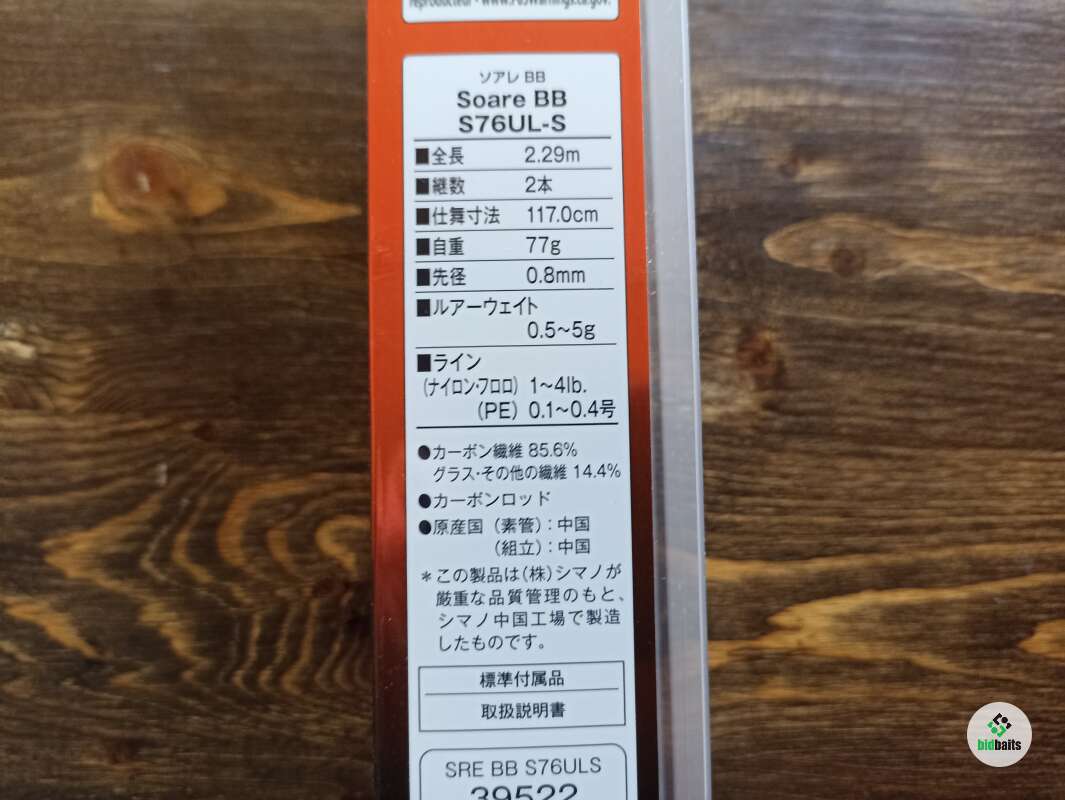 reproducteur - www.P65Warnings.ca.gov.
ソアレ BB
Soare BB
S76UL-S
■全長 2.29m
■継数 2本
■仕舞寸法 117.0cm
■自重 77g
■先径 0.8mm
■ルアーウェイト
0.5~5g
■ライン
(ナイロン・フロロ) 1~4lb.
(PE) 0.1~0.4号
●カーボン繊維 85.6%
グラス・その他の繊維 14.4%
●カーボンロッド
●原産国(素管):中国
(組立):中国
*この製品は(株)シマノが
厳重な品質管理のもと、
シマノ中国工場で製造
したものです。
標準付属品
取扱説明書
SRE BB S76ULS
39522
bidbaits